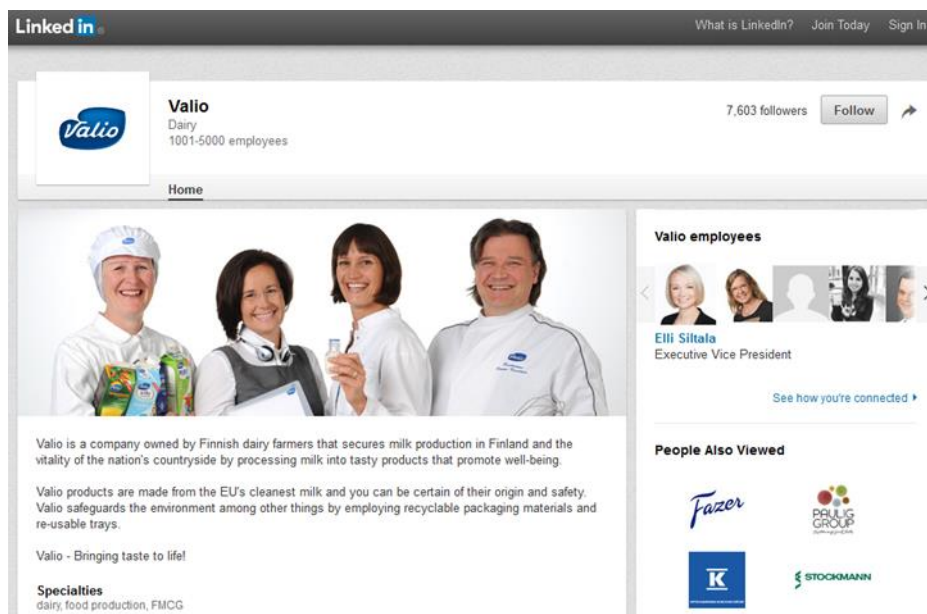 Linked in
What is LinkedIn? Join Today Sign In
Valio
Valio
Dairy
1001-5000 employees
7,603 followers
Follow
Home
Valio employees
Elli Siltala
Executive Vice President
See how you're connected
Valio is a company owned by Finnish dairy farmers that secures milk production in Finland and the
vitality of the nation's countryside by processing milk into tasty products that promote well-being.
Valio products are made from the EU's cleanest milk and you can be certain of their origin and safety.
Valio safeguards the environment among other things by employing recyclable packaging materials and
re-usable trays.
Valio - Bringing taste to life!
Specialties
dairy, food production, FMCG
People Also Viewed
Fazer
PAULIG
GROUP
K
STOCKMANN